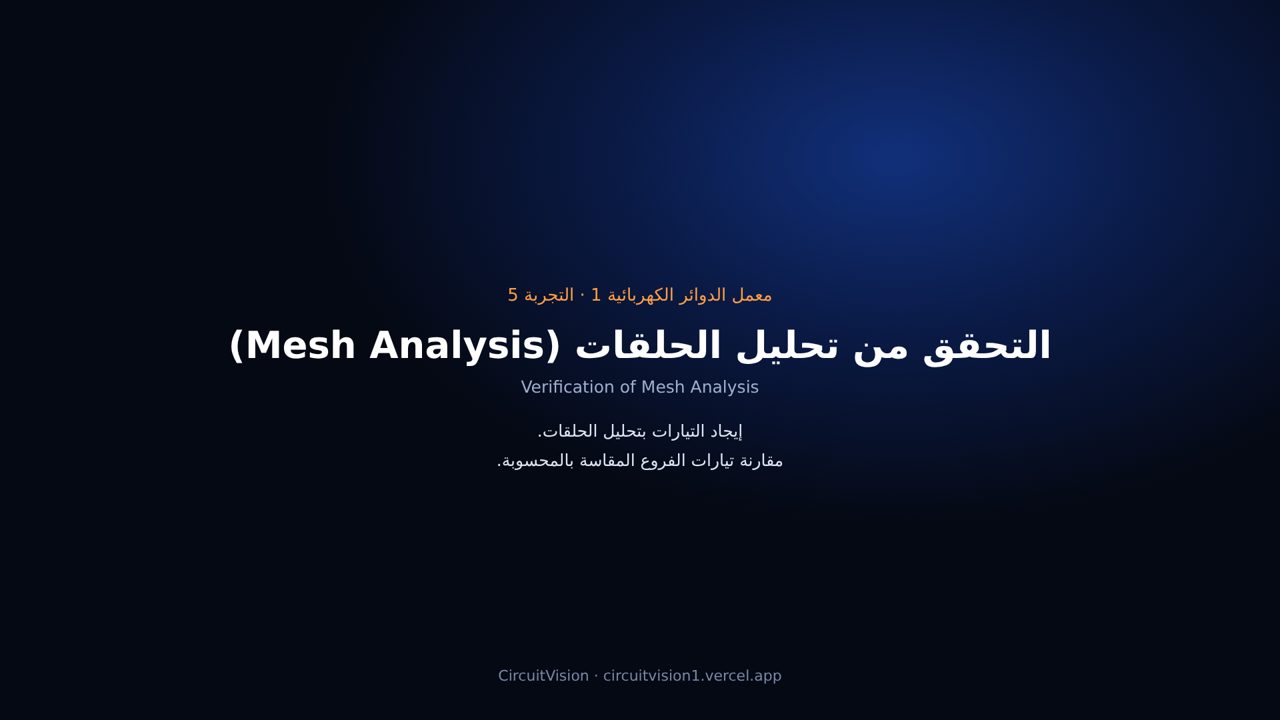 معمل الدوائر الكهربائية 1 · التجربة 5
التحقق من تحليل الحلقات (Mesh Analysis)
Verification of Mesh Analysis
إيجاد التيارات بتحليل الحلقات.
مقارنة تيارات الفروع المقاسة بالمحسوبة.
CircuitVision · circuitvision1.vercel.app